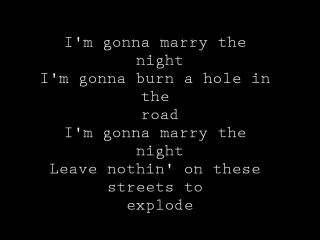 I'm gonna marry the
night
I'm gonna burn a hole in
the
road
I'm gonna marry the
night
Leave nothin' on these
streets to
explode